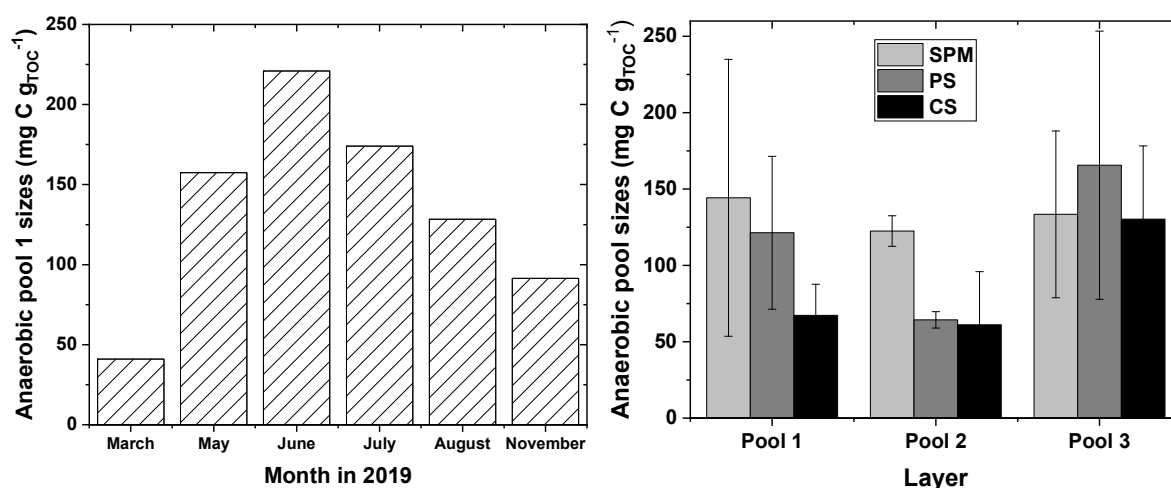 Anaerobic pool 1 sizes (mg C gTOC-1)
250
200
150
100
50
0
March May June July August November
Month in 2019
Anaerobic pool sizes (mg C gTOC-1)
250
200
150
100
50
0
SPM
PS
CS
Pool 1 Pool 2 Pool 3
Layer